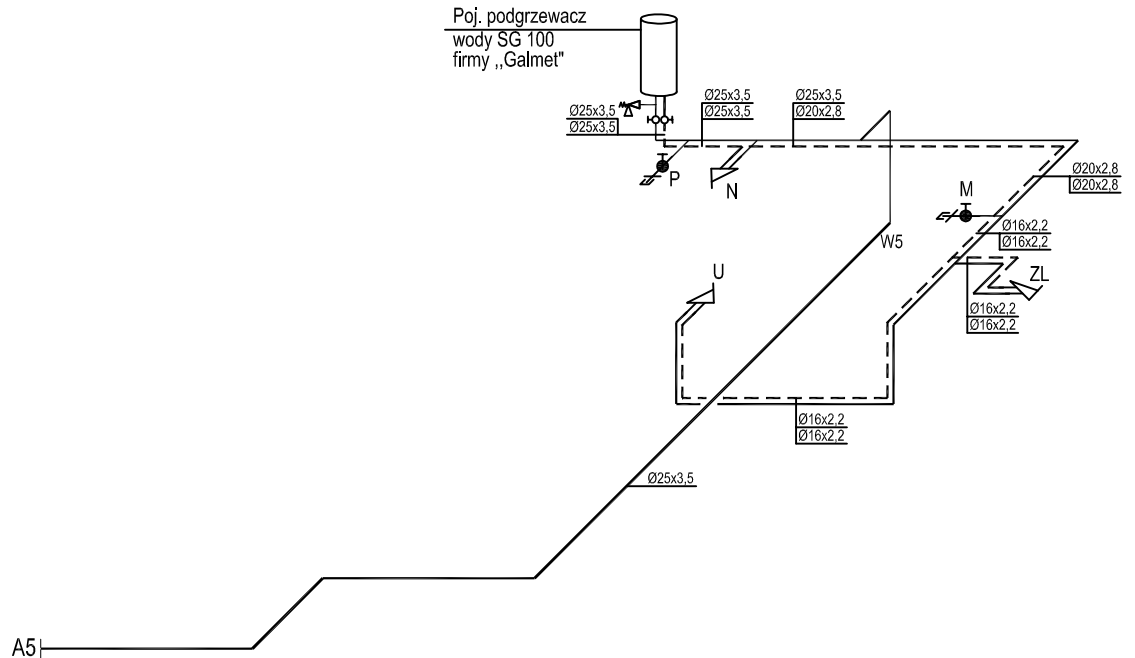 Poj. podgrzewacz
wody SG 100
firmy ,,Galmet"
Ø25x3,5
Ø25x3,5
Ø25x3,5
Ø25x3,5
Ø25x3,5
Ø20x2,8
P
N
M
Ø20x2,8
Ø20x2,8
Ø16x2,2
Ø16x2,2
W5
U
ZL
Ø16x2,2
Ø16x2,2
Ø16x2,2
Ø16x2,2
Ø25x3,5
A5